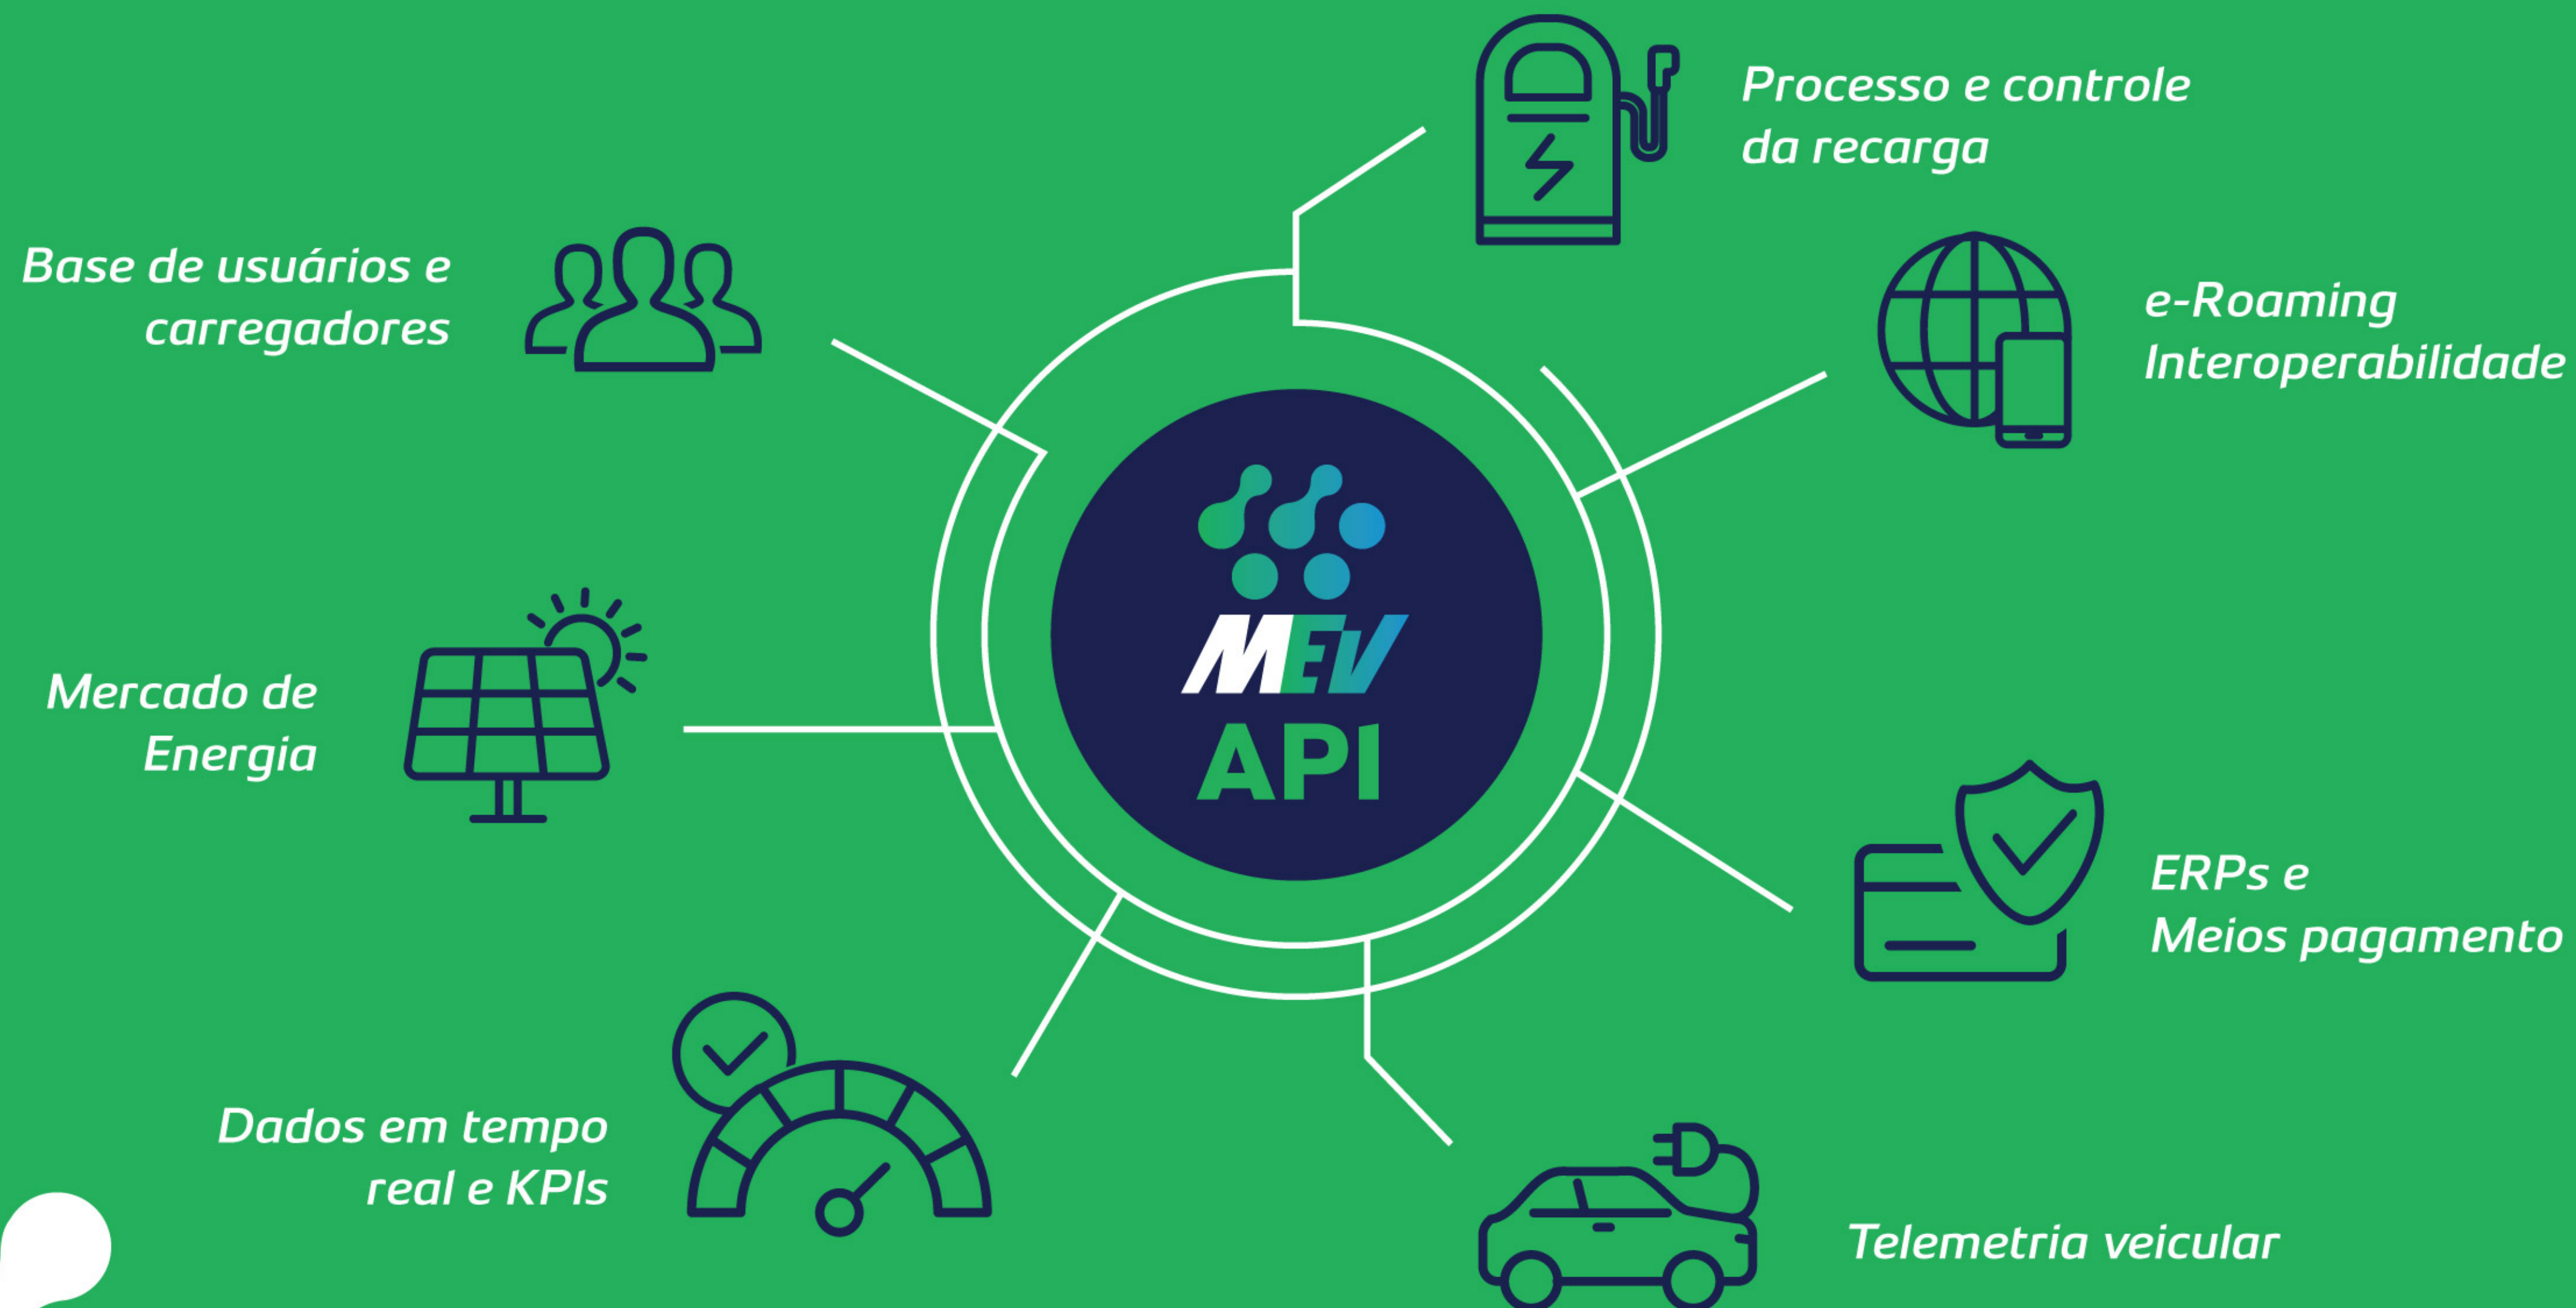 Processo e controle
da recarga
Base de usuários e
carregadores
e-Roaming
Interoperabilidade
MEV
API
Mercado de
Energia
ERPs e
Meios pagamento
Dados em tempo
real e KPIs
Telemetria veicular